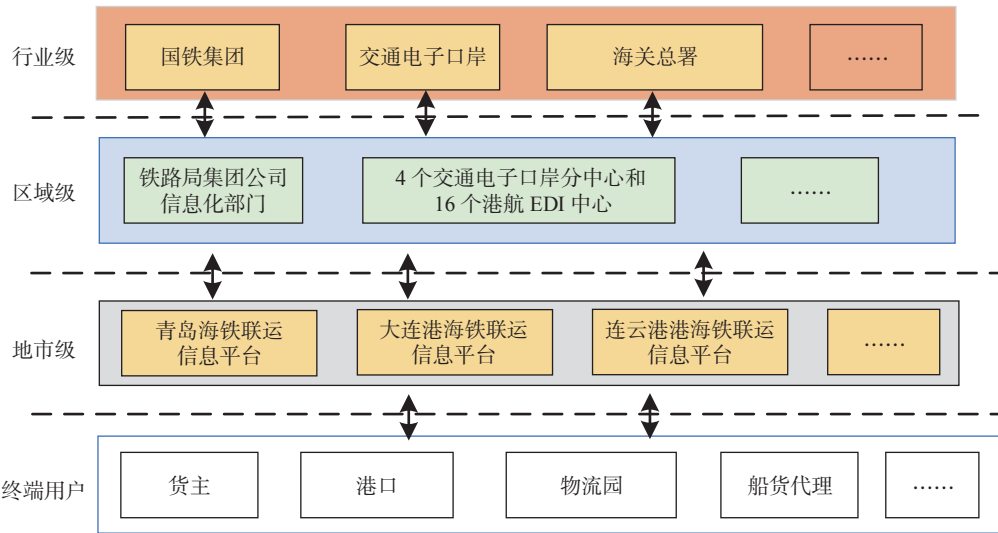 行业级
国铁集团
交通电子口岸
海关总署
……
区域级
铁路局集团公司
信息化部门
4 个交通电子口岸分中心和
16 个港航 EDI 中心
……
地市级
青岛海铁联运
信息平台
大连港海铁联运
信息平台
连云港港海铁联运
信息平台
……
终端用户
货主
港口
物流园
船货代理
……